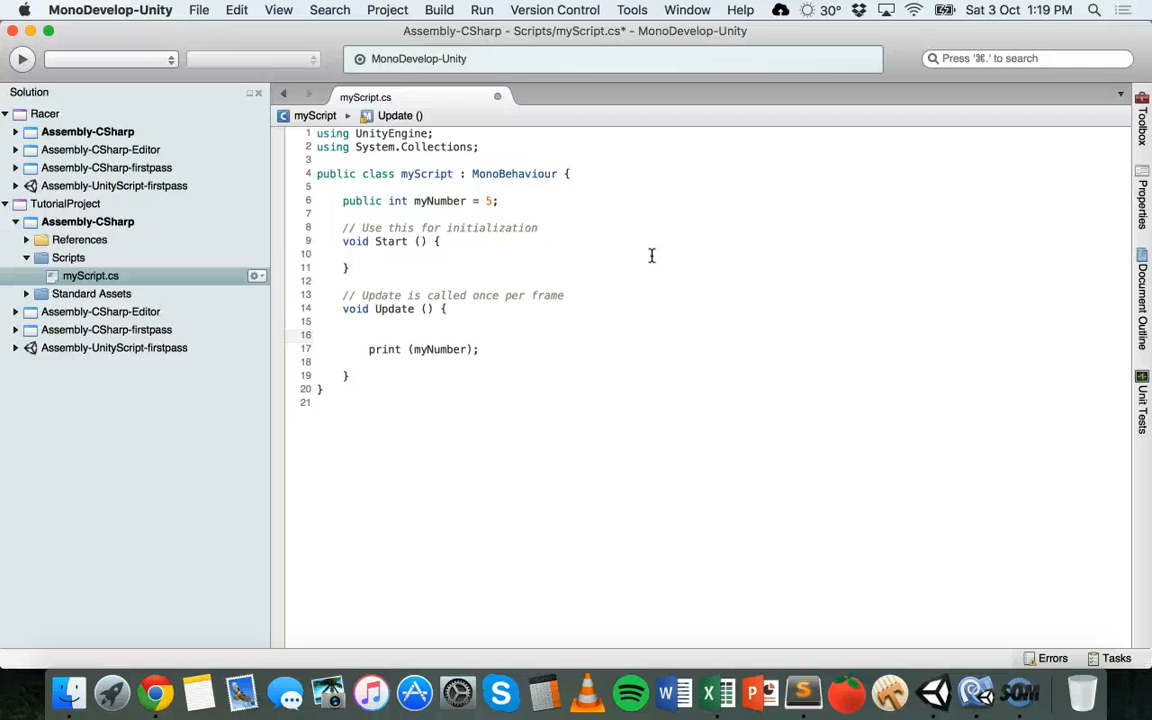 MonoDevelop-Unity File Edit View Search Project Build Run Version Control Tools Window Help 30° Sat 3 Oct 1:19 PM
Assembly-CSharp - Scripts/myScript.cs* - MonoDevelop-Unity
MonoDevelop-Unity
Press '⌘.' to search
Solution
Racer
Assembly-CSharp
Assembly-CSharp-Editor
Assembly-CSharp-firstpass
Assembly-UnityScript-firstpass
TutorialProject
Assembly-CSharp
References
Scripts
myScript.cs
Standard Assets
Assembly-CSharp-Editor
Assembly-CSharp-firstpass
Assembly-UnityScript-firstpass
myScript.cs
myScript Update ()
1 using UnityEngine;
2 using System.Collections;
3
4 public class myScript : MonoBehaviour {
5
6 public int myNumber = 5;
7
8 // Use this for initialization
9 void Start () {
10
11 }
12
13 // Update is called once per frame
14 void Update () {
15
16
17 print (myNumber);
18
19 }
20 }
21
Toolbox
Properties
Document Outline
Unit Tests
Errors Tasks
SOM